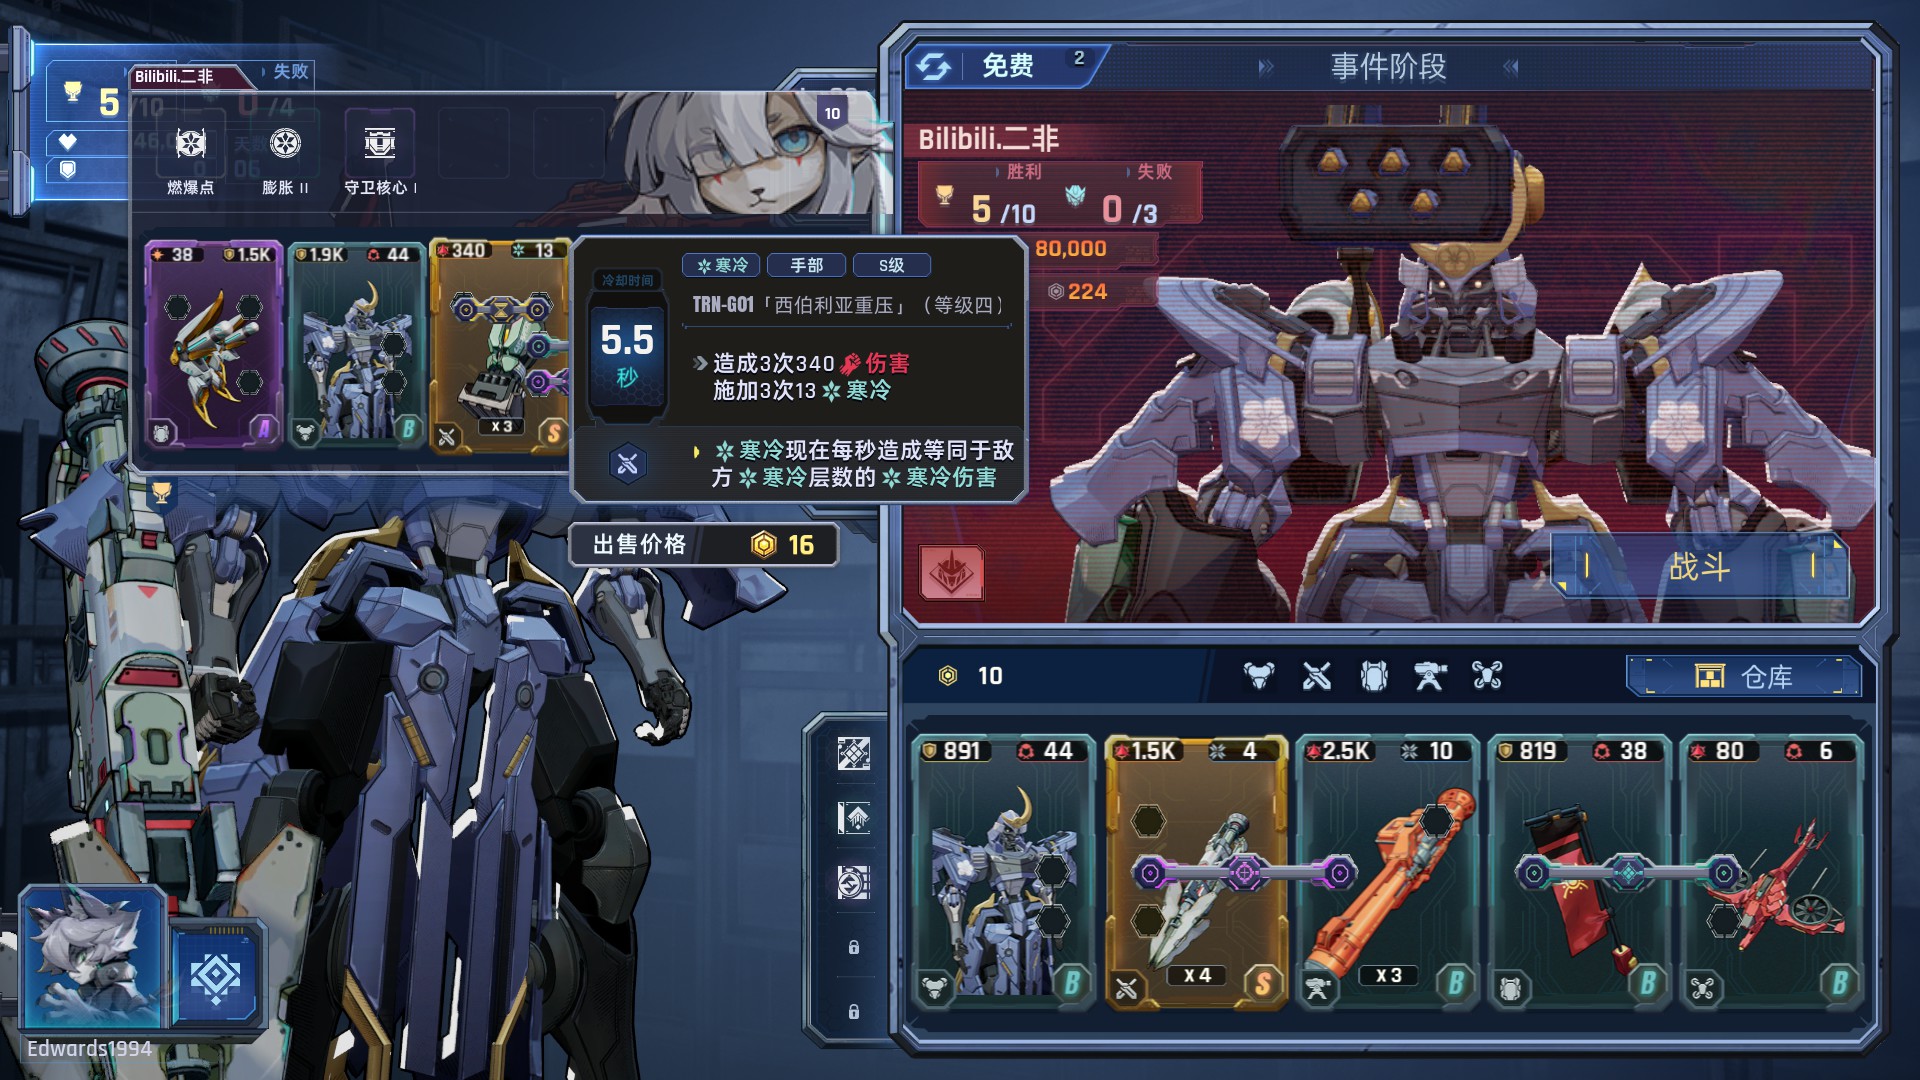 5 /10
失败
0 /4
Bilibili.二非
10
燃爆点
膨胀 II
守卫核心 I
38
1.5K
A
1.9K
44
B
340
13
x 3
S
冷却时间
5.5
秒
寒冷
手部
S级
TRN-G01「西伯利亚重压」（等级四）
造成3次340 伤害
施加3次13 寒冷
寒冷现在每秒造成等同于敌
方 寒冷层数的 寒冷伤害
出售价格
16
免费
2
事件阶段
Bilibili.二非
胜利
失败
5 /10
0 /3
80,000
224
战斗
10
仓库
891
44
B
1.5K
4
x 4
S
2.5K
10
x 3
B
819
38
B
80
6
B
Edwards1994